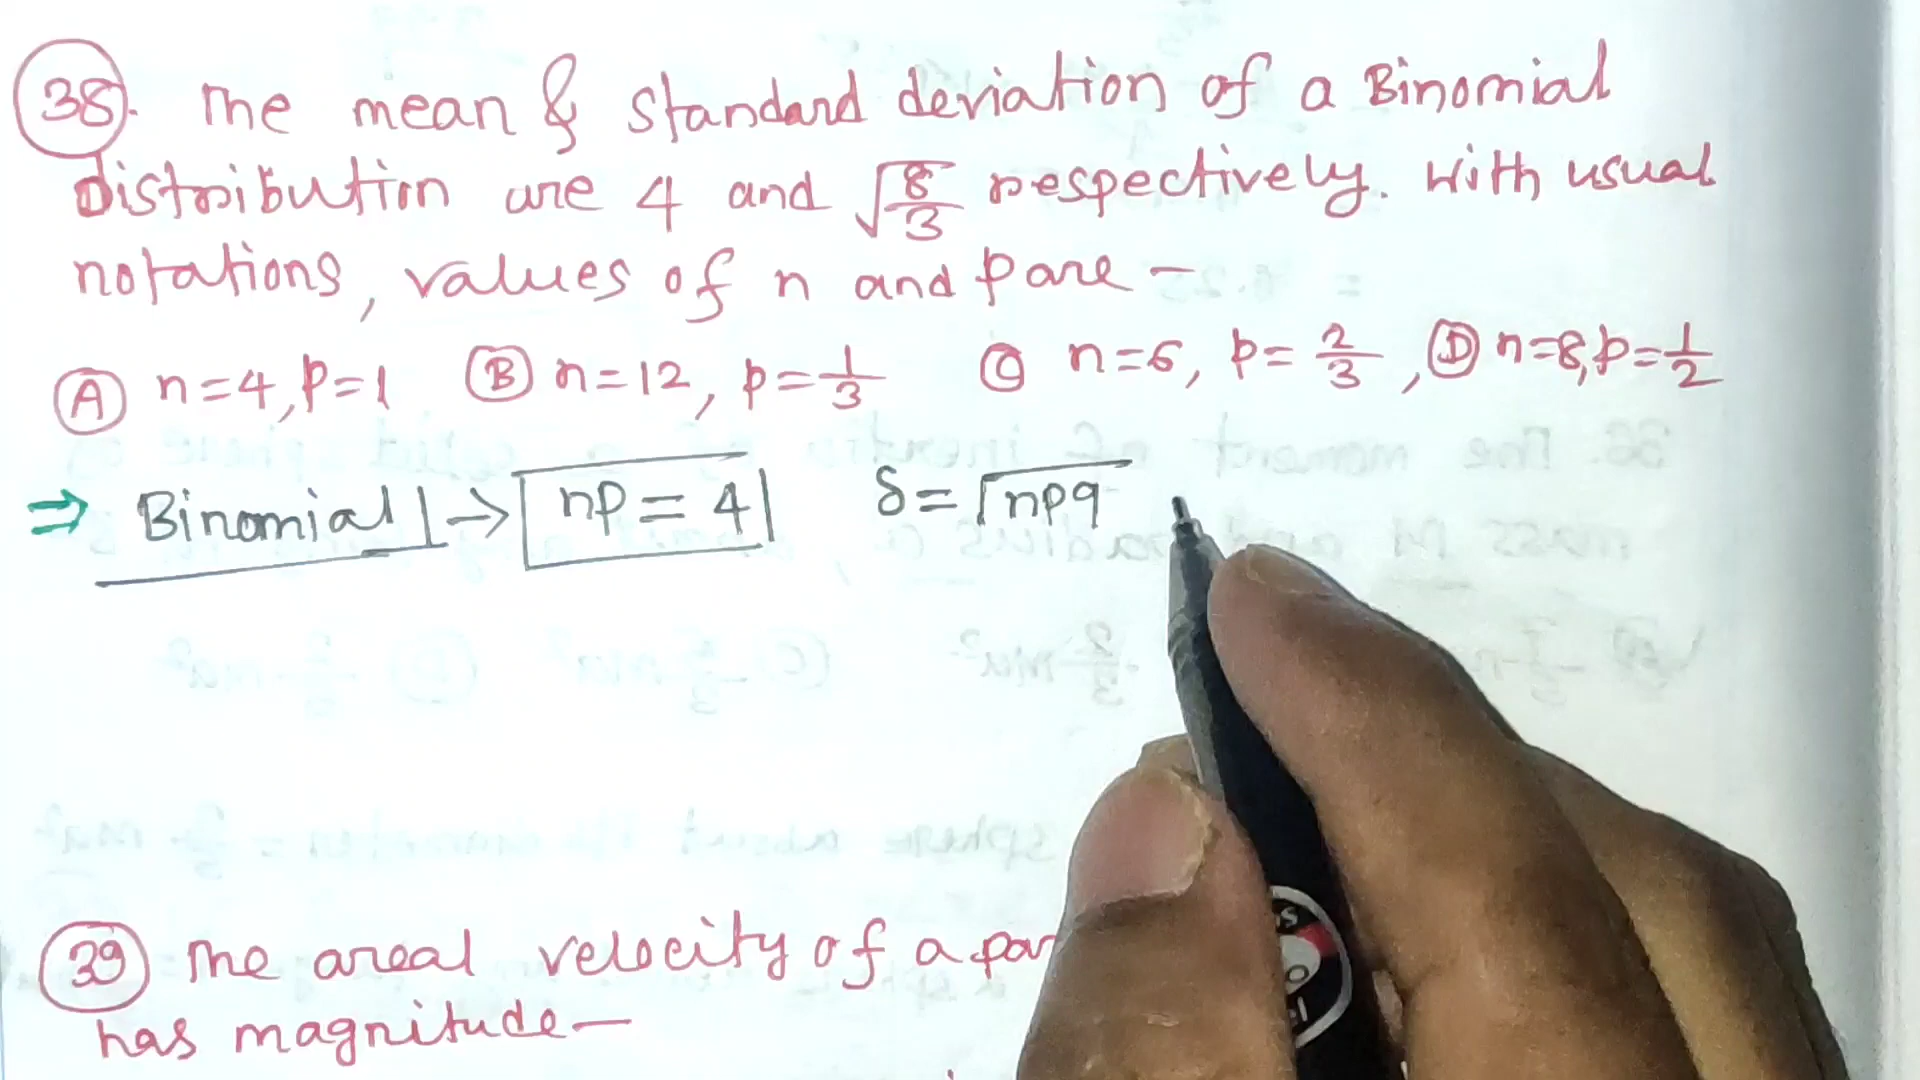 38. The mean & Standard deviation of a Binomial
Distribution are 4 and √8/3 respectively. With usual
notations, values of n and p are -
(A) n=4, p=1 (B) n=12, p=1/3 (C) n=6, p=2/3, (D) n=8, p=1/2
⇒ Binomial | → np = 4 δ=√npq
39 The areal velocity of a par
has magnitude-